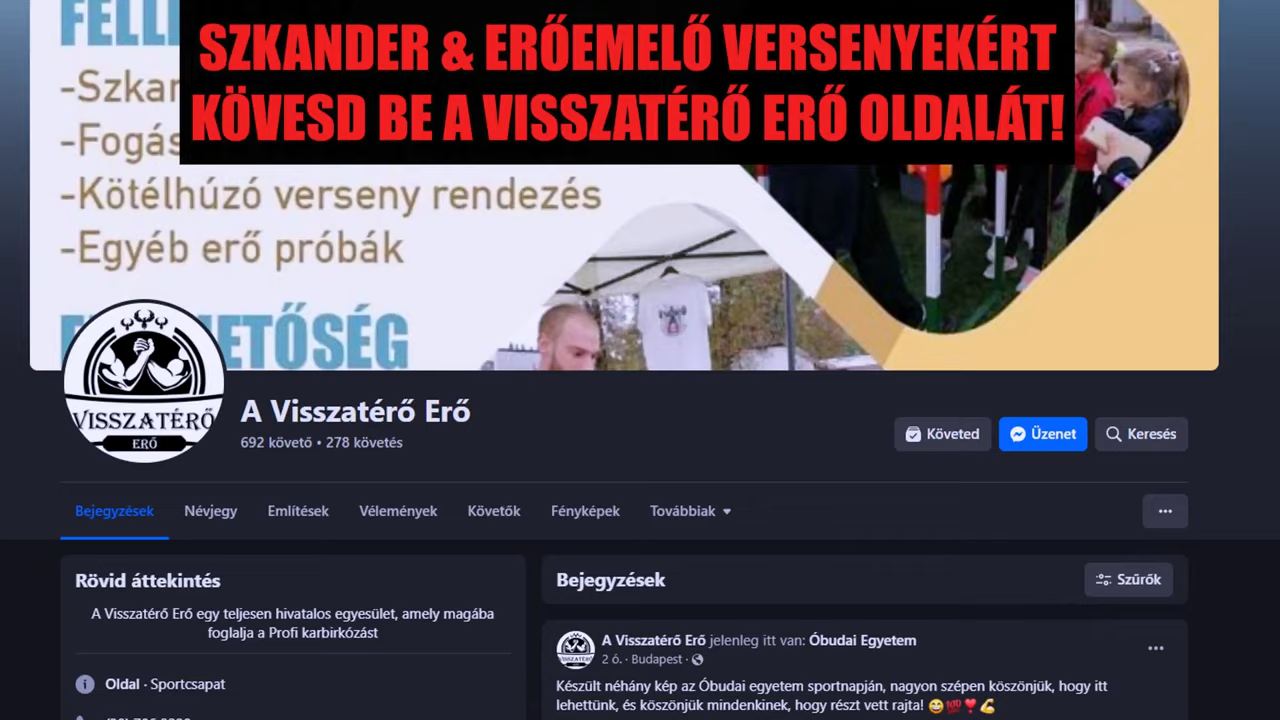 SZKANDER & ERŐEMELŐ VERSENYEKÉRT
KÖVESD BE A VISSZATÉRŐ ERŐ OLDALÁT!
-Kötélhúzó verseny rendezés
-Egyéb erő próbák
VISSZATÉRŐ
ERŐ
A Visszatérő Erő
692 követő • 278 követés
Követed
Üzenet
Keresés
Bejegyzések
Névjegy
Említések
Vélemények
Követők
Fényképek
Továbbiak
Rövid áttekintés
A Visszatérő Erő egy teljesen hivatalos egyesület, amely magába
foglalja a Profi karbirkózást
Oldal · Sportcsapat
Bejegyzések
Szűrők
A Visszatérő Erő jelenleg itt van: Óbudai Egyetem
2 ó. · Budapest ·
Készült néhány kép az Óbudai egyetem sportnapján, nagyon szépen köszönjük, hogy itt
lehettünk, és köszönjük mindenkinek, hogy részt vett rajta! 😅💯❣️💪